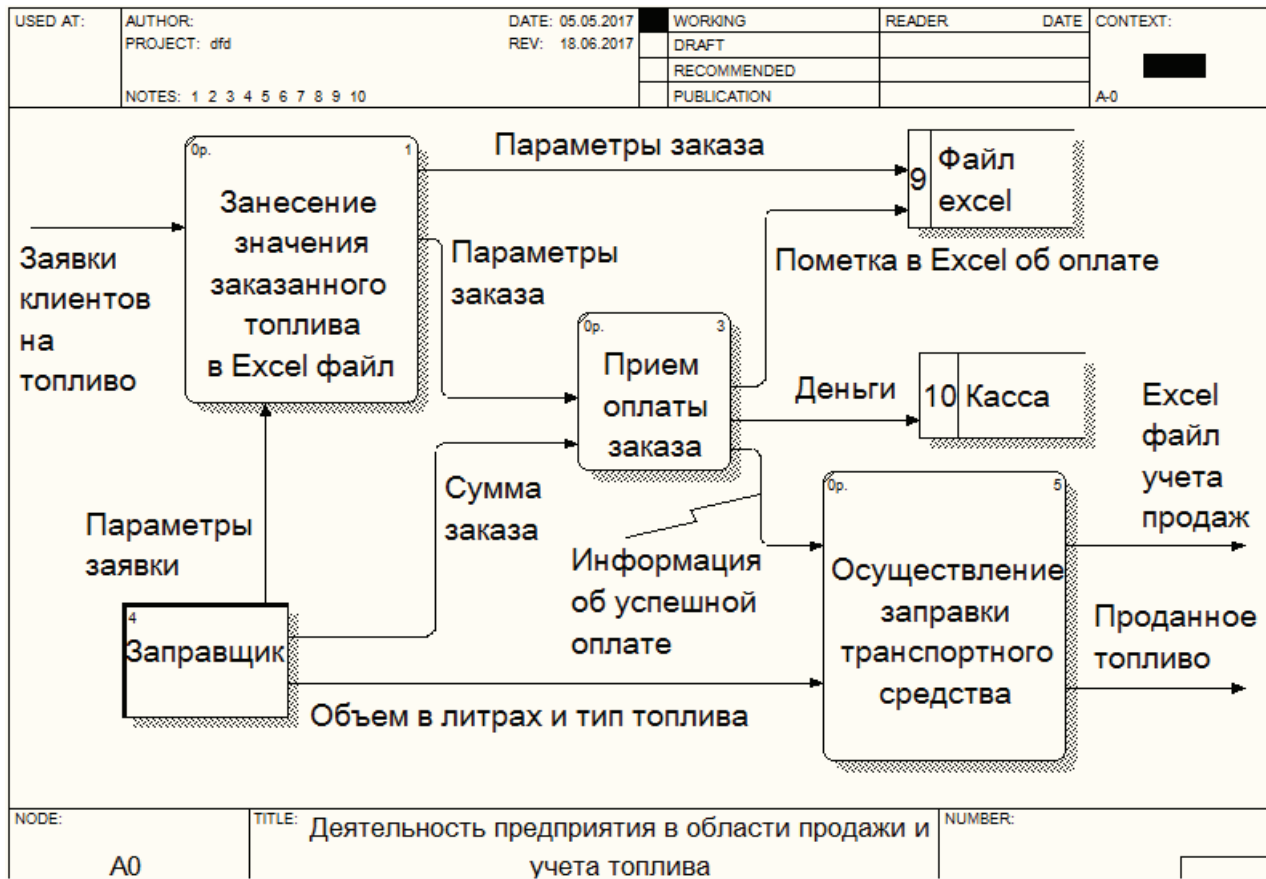 USED AT:
AUTHOR:
DATE: 05.05.2017
PROJECT: dfd
REV: 18.06.2017
NOTES: 1 2 3 4 5 6 7 8 9 10
WORKING
DRAFT
RECOMMENDED
PUBLICATION
READER
DATE
CONTEXT:
A-0
0р.
1
Занесение
значения
заказанного
топлива
в Excel файл
Параметры заказа
9
Файл
excel
Заявки
клиентов
на
топливо
Параметры
заказа
Пометка в Excel об оплате
0р.
3
Прием
оплаты
заказа
Деньги
10
Касса
Excel
файл
учета
продаж
Сумма
заказа
Параметры
заявки
Информация
об успешной
оплате
0р.
5
Осуществление
заправки
транспортного
средства
4
Заправщик
Проданное
топливо
Объем в литрах и тип топлива
NODE:
A0
TITLE:
Деятельность предприятия в области продажи и
учета топлива
NUMBER: